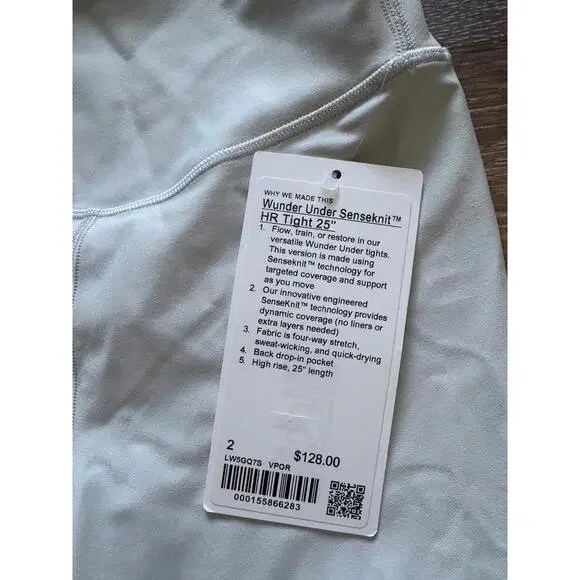 WHY WE MADE THIS
Wunder Under Senseknit™
HR Tight 25"
1. Flow, train, or restore in our
versatile Wunder Under tights.
This version is made using
Senseknit™ technology for
targeted coverage and support
as you move
2. Our innovative engineered
SenseKnit™ technology provides
dynamic coverage (no liners or
extra layers needed)
3. Fabric is four-way stretch,
sweat-wicking, and quick-drying
4. Back drop-in pocket
5. High rise, 25" length
2 $128.00
LW5GQ7S VPOR
000155866283